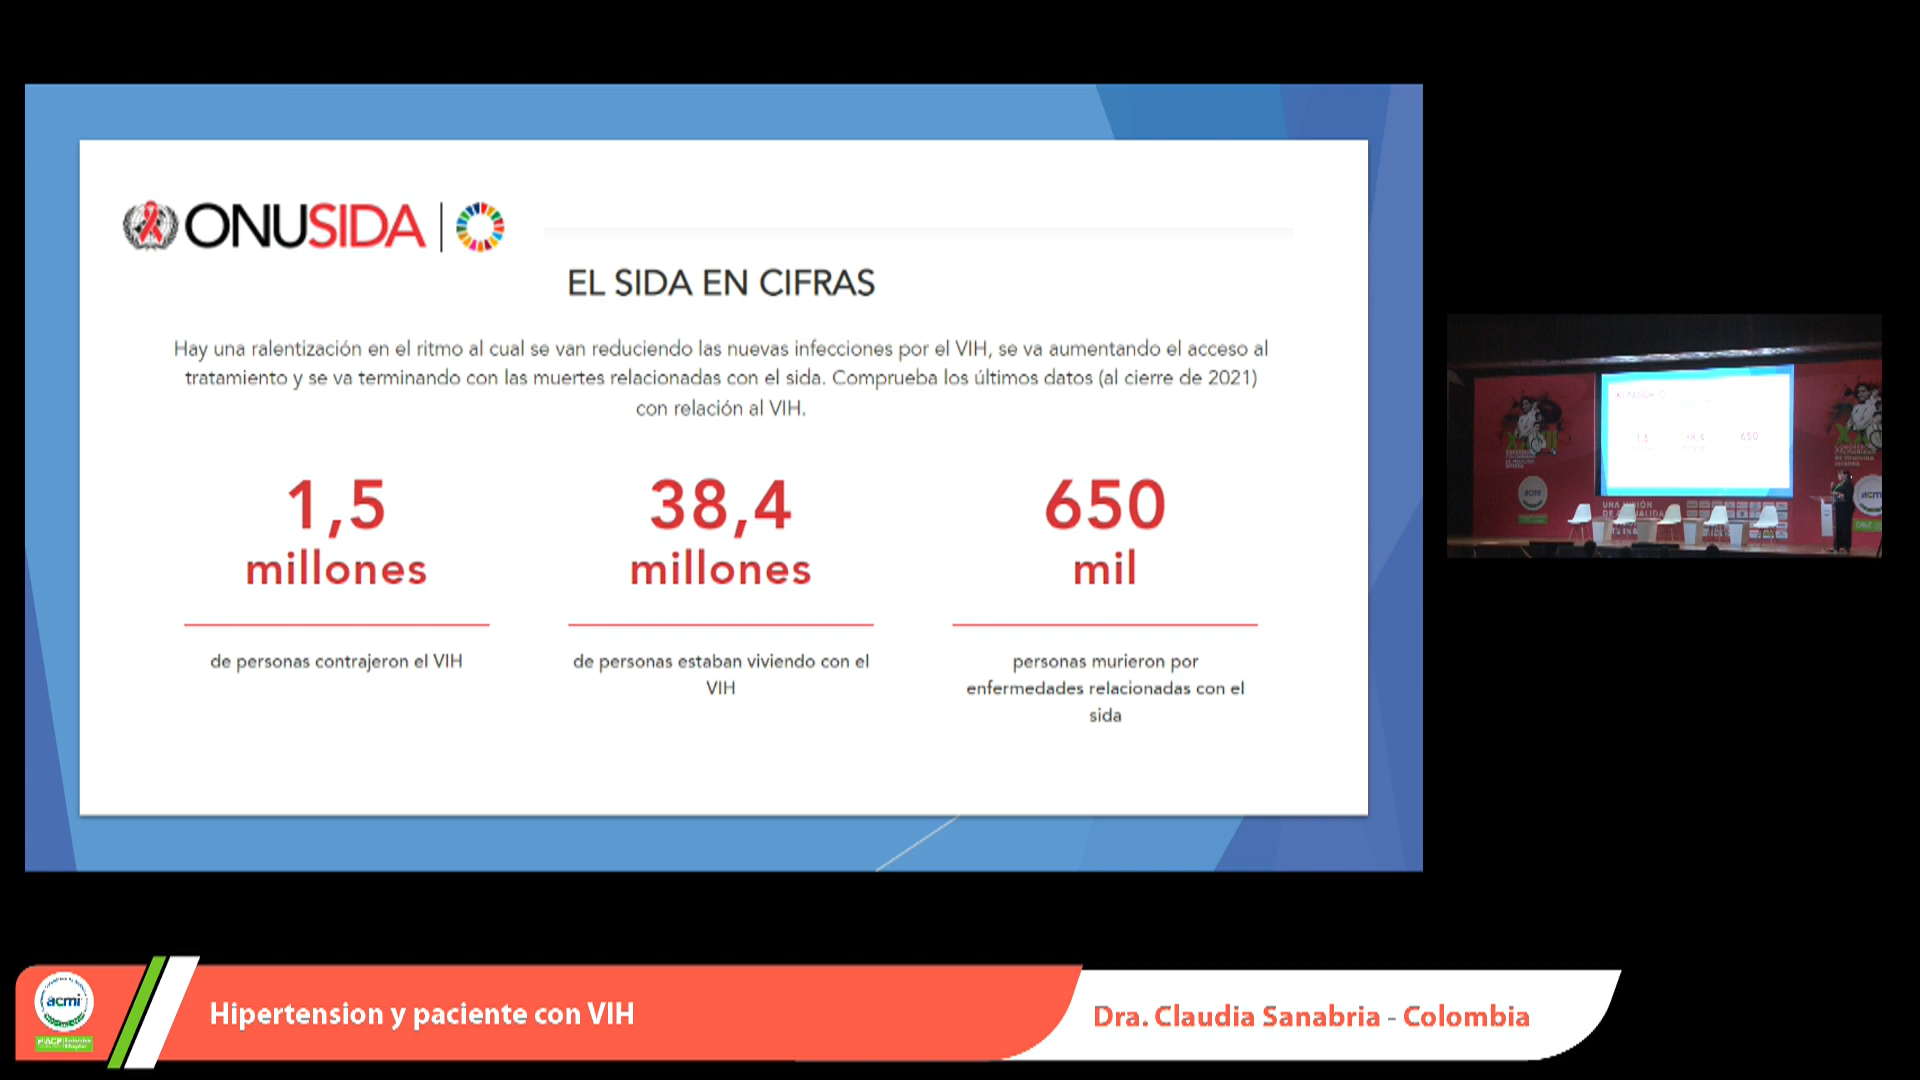 ONUSIDA
EL SIDA EN CIFRAS
Hay una ralentización en el ritmo al cual se van reduciendo las nuevas infecciones por el VIH, se va aumentando el acceso al
tratamiento y se va terminando con las muertes relacionadas con el sida. Comprueba los últimos datos (al cierre de 2021)
con relación al VIH.
1,5
millones
de personas contrajeron el VIH
38,4
millones
de personas estaban viviendo con el
VIH
650
mil
personas murieron por
enfermedades relacionadas con el
sida
acmi
Hipertension y paciente con VIH
Dra. Claudia Sanabria - Colombia